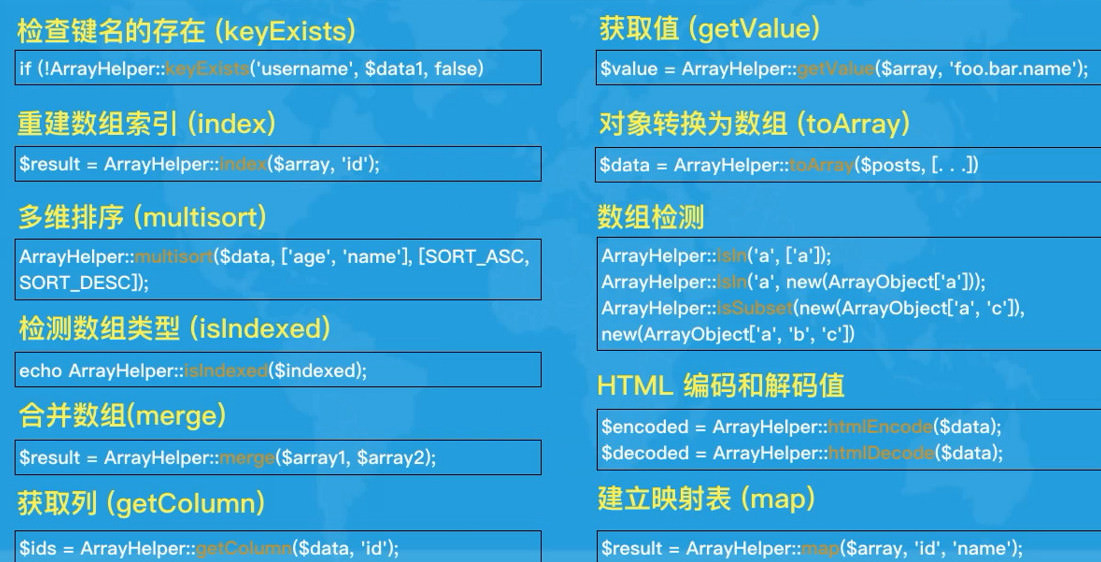 检查键名的存在 (keyExists)
if (!ArrayHelper::keyExists('username', $data1, false)
重建数组索引 (index)
$result = ArrayHelper::index($array, 'id');
多维排序 (multisort)
ArrayHelper::multisort($data, ['age', 'name'], [SORT_ASC,
SORT_DESC]);
检测数组类型 (isIndexed)
echo ArrayHelper::isIndexed($indexed);
合并数组(merge)
$result = ArrayHelper::merge($array1, $array2);
获取列 (getColumn)
$ids = ArrayHelper::getColumn($data, 'id');
获取值 (getValue)
$value = ArrayHelper::getValue($array, 'foo.bar.name');
对象转换为数组 (toArray)
$data = ArrayHelper::toArray($posts, [. . .])
数组检测
ArrayHelper::isIn('a', ['a']);
ArrayHelper::isIn('a', new(ArrayObject['a']));
ArrayHelper::isSubset(new(ArrayObject['a', 'c']),
new(ArrayObject['a', 'b', 'c'])
HTML 编码和解码值
$encoded = ArrayHelper::htmlEncode($data);
$decoded = ArrayHelper::htmlDecode($data);
建立映射表 (map)
$result = ArrayHelper::map($array, 'id', 'name');